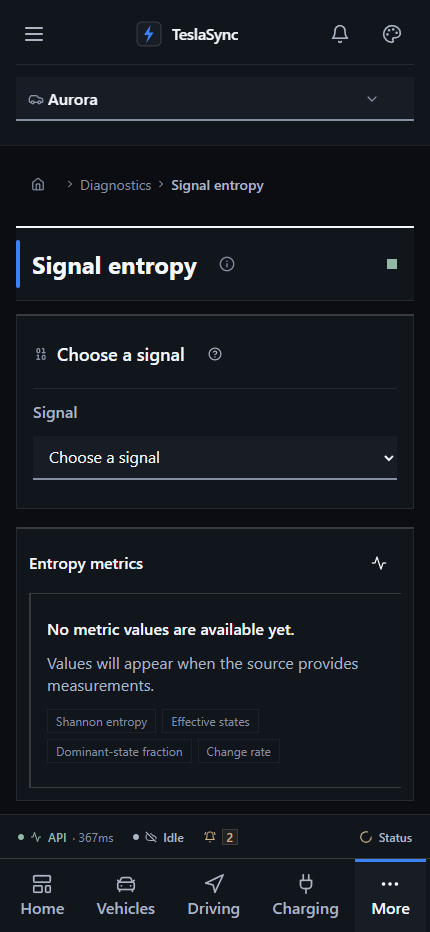 TeslaSync
Aurora
Diagnostics
Signal entropy
Signal entropy
Choose a signal
Signal
Choose a signal
Entropy metrics
No metric values are available yet.
Values will appear when the source provides
measurements.
Shannon entropy
Effective states
Dominant-state fraction
Change rate
API · 367ms
Idle
2
Status
Home
Vehicles
Driving
Charging
More